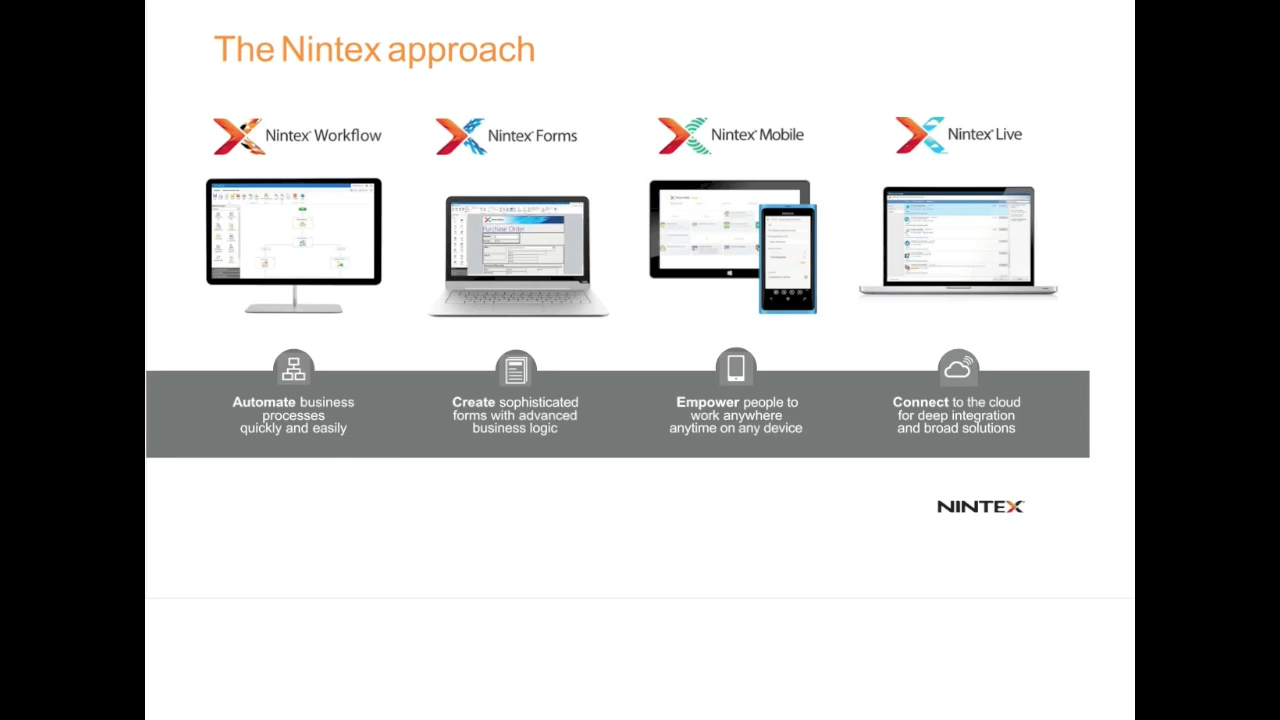 The Nintex approach
Nintex® Workflow
Nintex® Forms
Nintex® Mobile
Nintex® Live
Purchase Order
Automate business
processes
quickly and easily
Create sophisticated
forms with advanced
business logic
Empower people to
work anywhere
anytime on any device
Connect to the cloud
for deep integration
and broad solutions
NINTEX